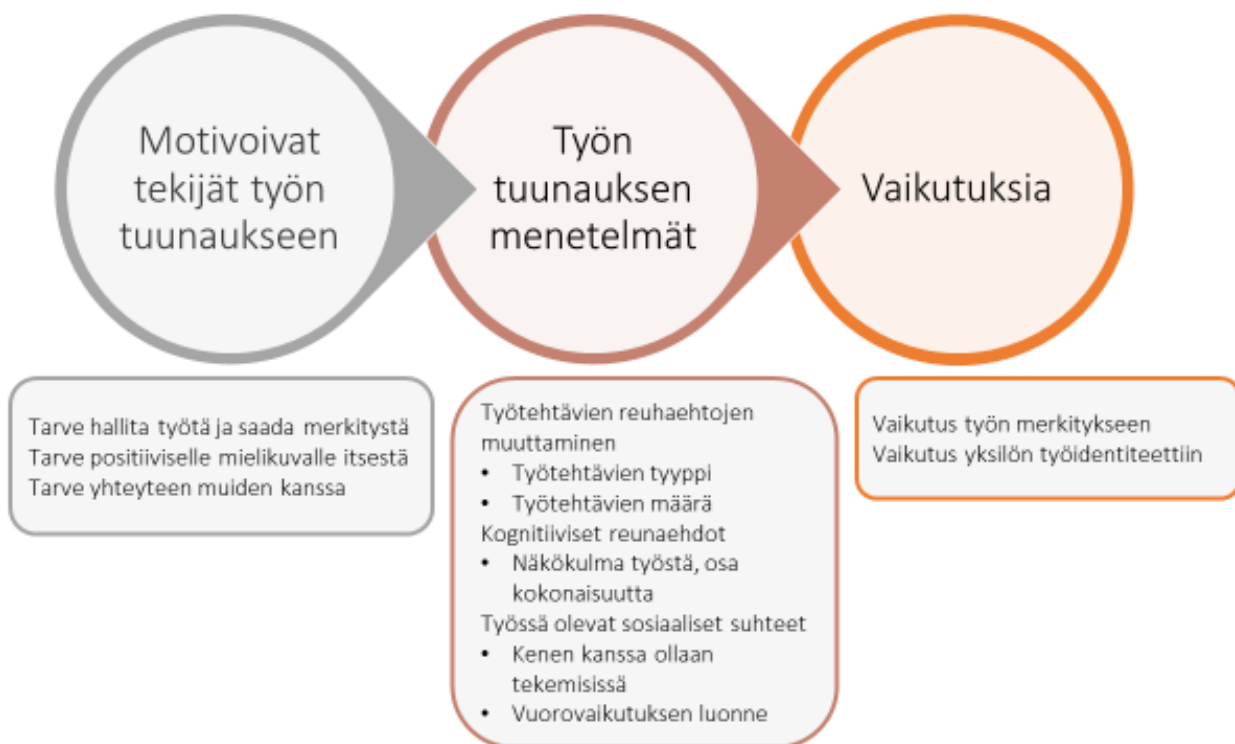 Motivoivat
tekijät työn
tuunaukseen
Työn
tuunauksen
menetelmät
Vaikutuksia
Tarve hallita työtä ja saada merkitystä
Tarve positiiviselle mielikuvalle itsestä
Tarve yhteyteen muiden kanssa
Työtehtävien reuhaehtojen
muuttaminen
• Työtehtävien tyyppi
• Työtehtävien määrä
Kognitiiviset reunaehdot
• Näkökulma työstä, osa
kokonaisuutta
Työssä olevat sosiaaliset suhteet
• Kenen kanssa ollaan
tekemisissä
• Vuorovaikutuksen luonne
Vaikutus työn merkitykseen
Vaikutus yksilön työidentiteettiin